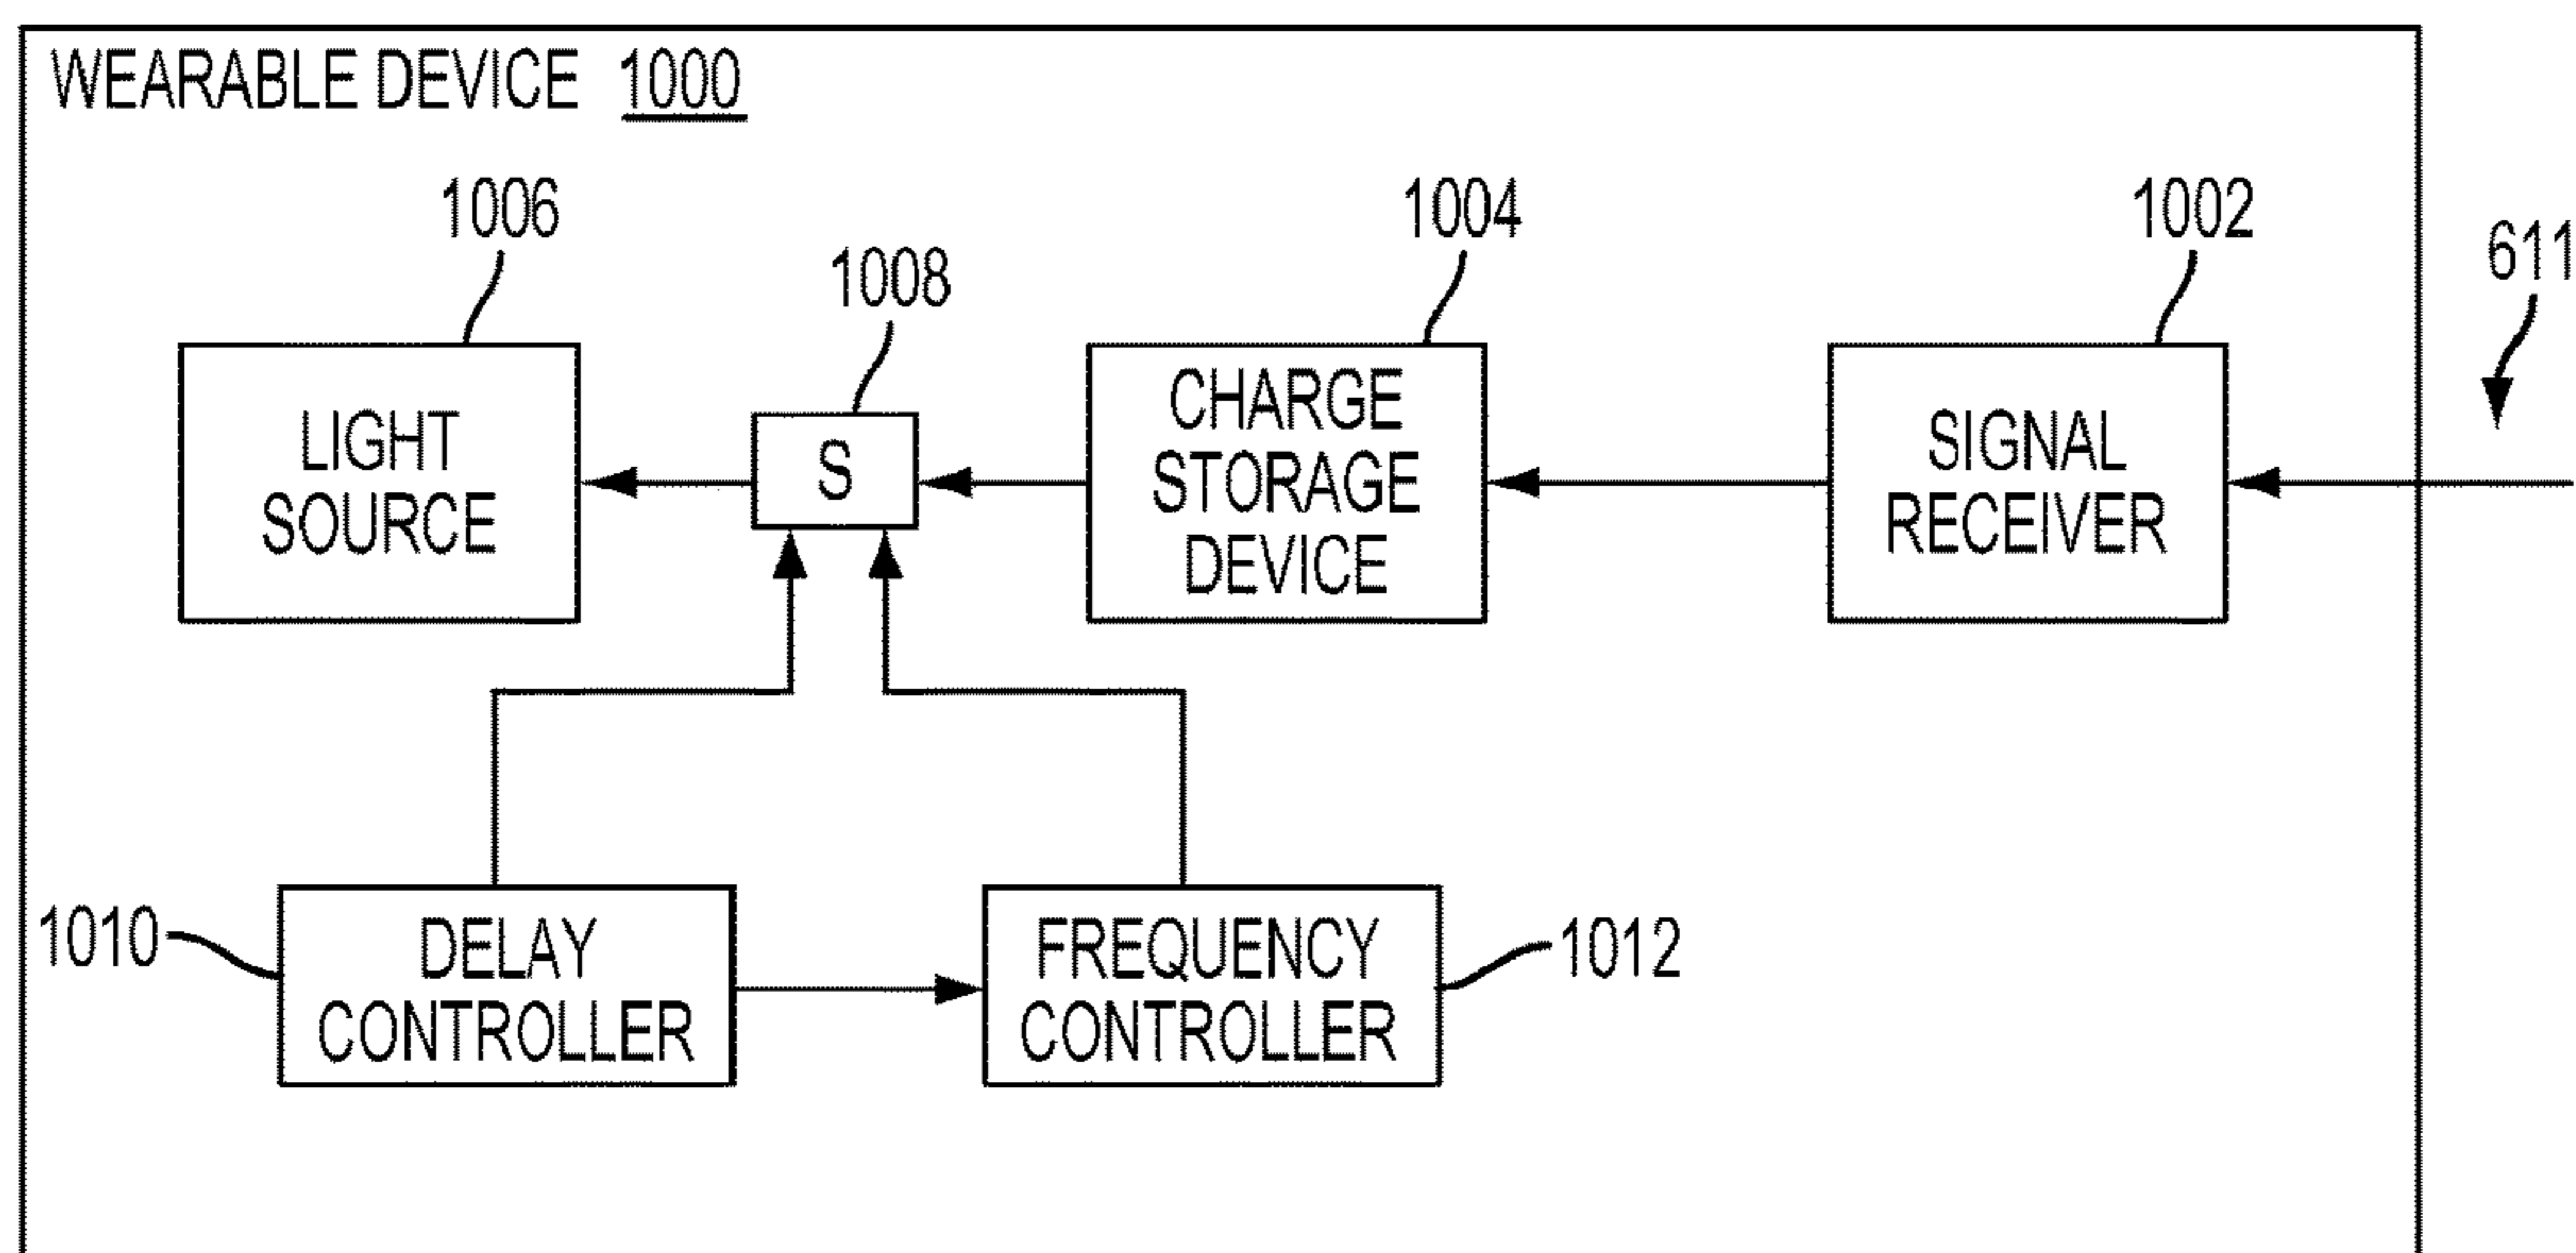 WEARABLE DEVICE 1000
1006
1008
1004
1002
611
LIGHT
SOURCE
S
CHARGE
STORAGE
DEVICE
SIGNAL
RECEIVER
1010
DELAY
CONTROLLER
FREQUENCY
CONTROLLER
1012